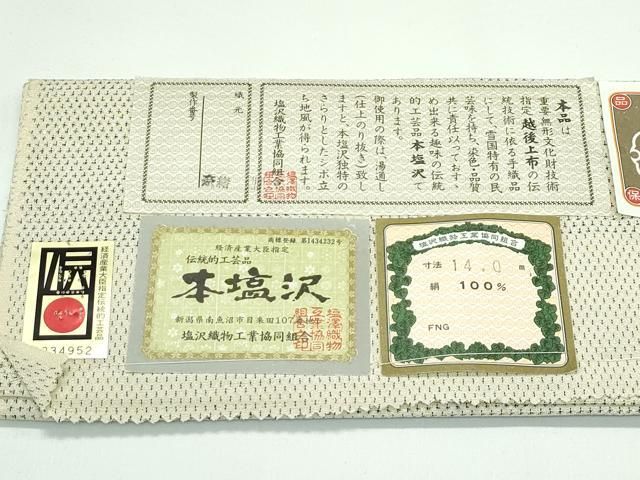 本品は
重要無形文化財技術
指定越後上布の伝
統技術に依る手織品
にして、雪国特有の民
芸味を持ち、染色・品質
共に責任以っておす
め出来る趣味の伝統
的工芸品本塩沢で
あります。
御使用の際は湯通し
(仕上のり抜き)致し
ますと、本塩沢独特の
さらりとしたシボ立
ち地風が得られます。
塩沢織物工業協同組合
織元
製作番号
品
保
伝
経済産業大臣指定伝統的工芸品
34952
商標登録 第1434232号
経済産業大臣指定
伝統的工芸品
本塩沢
新潟県南魚沼市目来田107
塩沢織物工業協同組合
塩沢織物工業協同組合
寸法 14.0 m
絹 100%
FNG